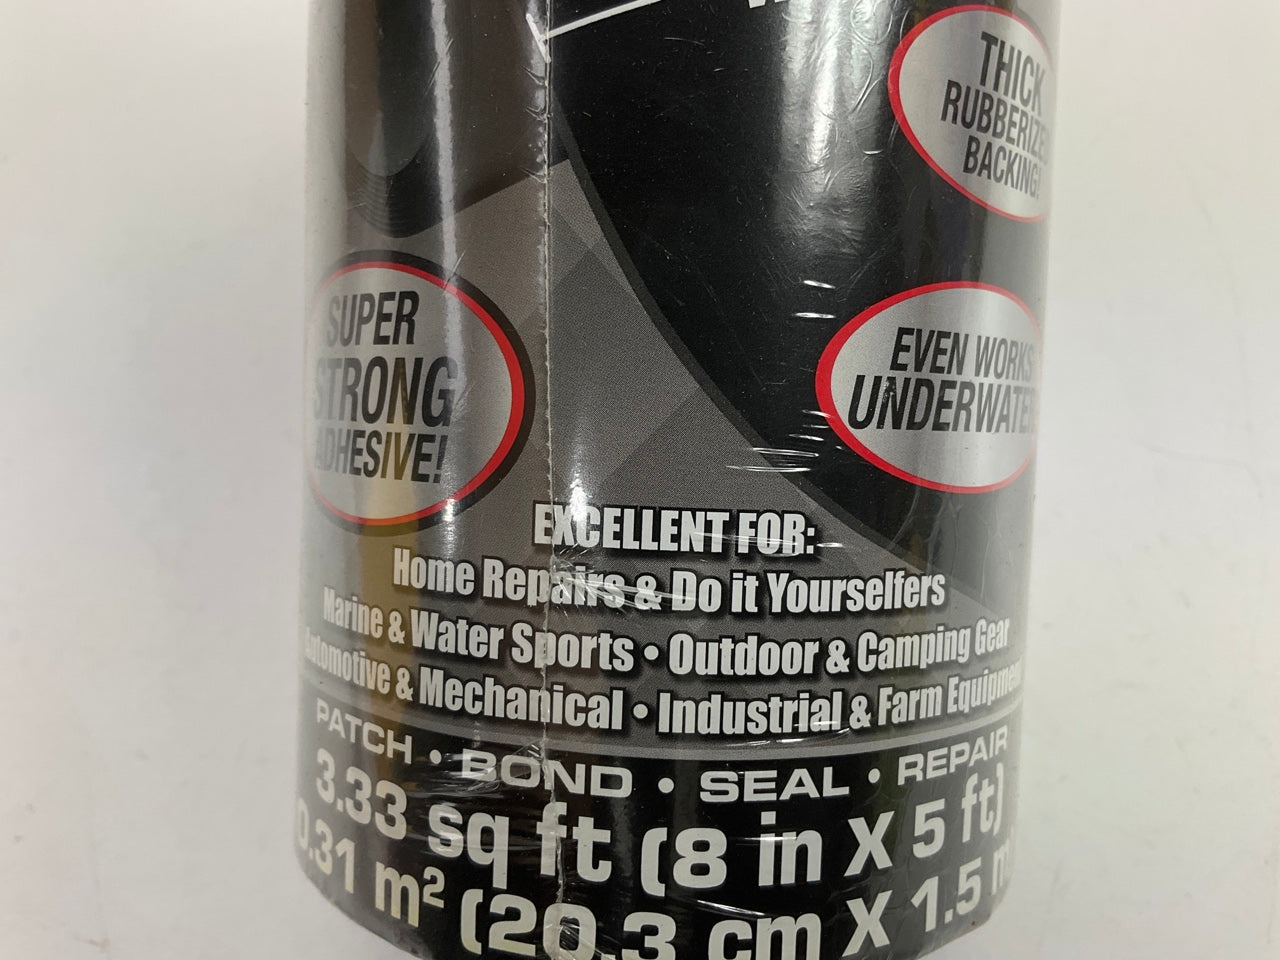 THICK
RUBBERIZED
BACKING!
SUPER
STRONG
ADHESIVE!
EVEN WORKS
UNDERWATER
EXCELLENT FOR:
Home Repairs & Do it Yourselfers
Marine & Water Sports • Outdoor & Camping Gear
Automotive & Mechanical • Industrial & Farm Equipment
PATCH • BOND • SEAL • REPAIR
3.33 sq ft (8 in X 5 ft)
0.31 m² (20.3 cm X 1.5 m